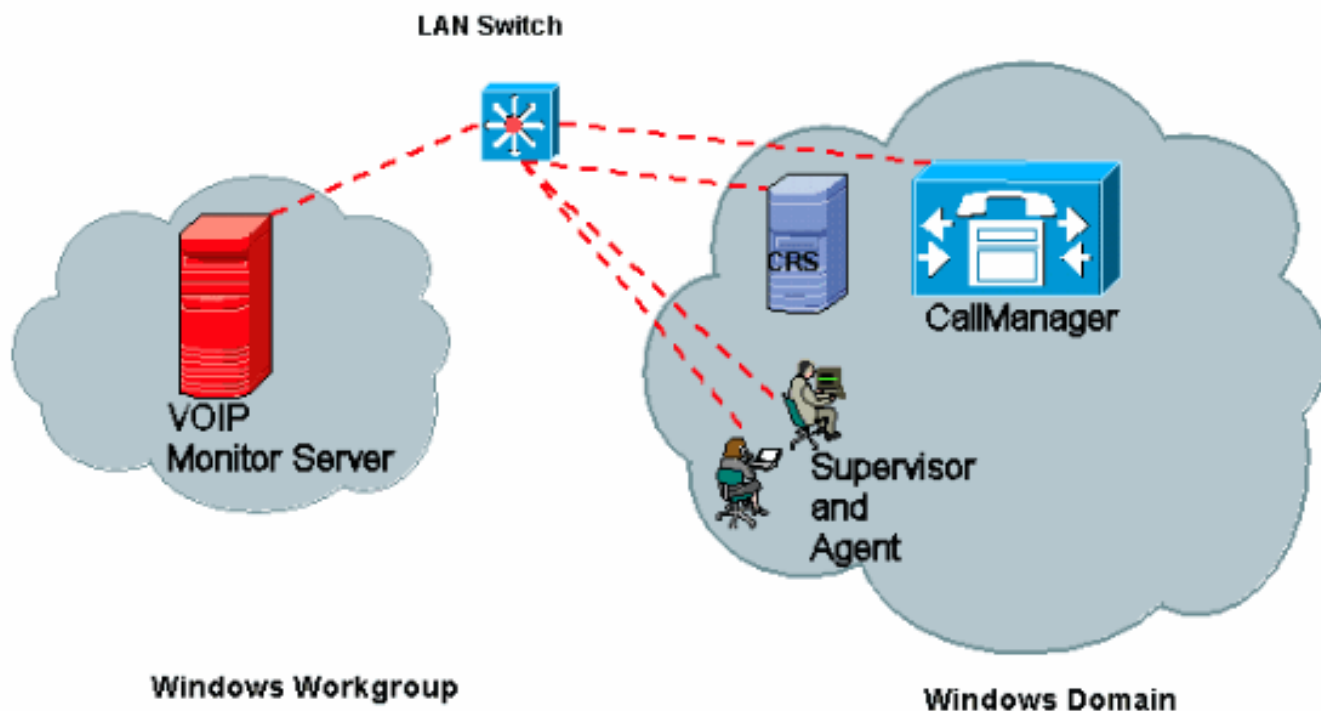 LAN Switch
CRS
CallManager
VOIP
Monitor Server
Supervisor
and
Agent
Windows Workgroup
Windows Domain